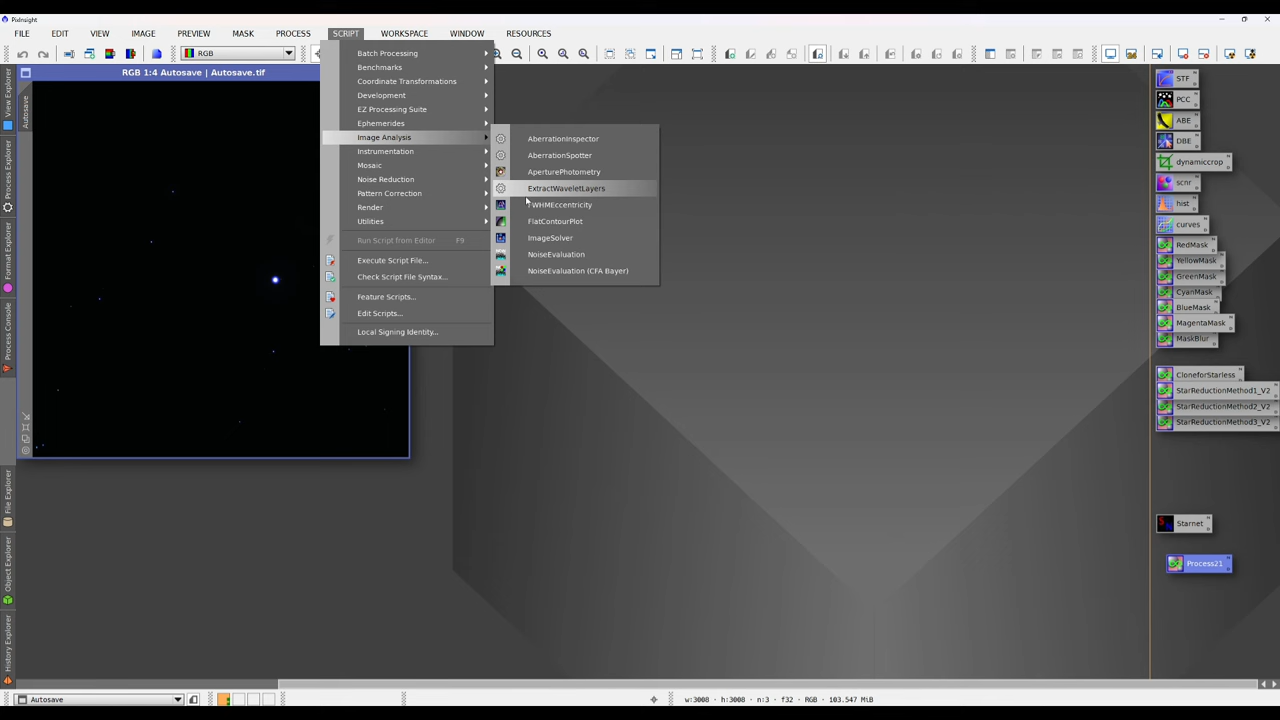 PixInsight
FILE
EDIT
VIEW
IMAGE
PREVIEW
MASK
PROCESS
SCRIPT
WORKSPACE
WINDOW
RESOURCES
RGB
RGB 1:4 Autosave | Autosave.tif
Autosave
View Explorer
Process Explorer
Format Explorer
Process Console
File Explorer
Object Explorer
History Explorer
Batch Processing
Benchmarks
Coordinate Transformations
Development
EZ Processing Suite
Ephemerides
Image Analysis
Instrumentation
Mosaic
Noise Reduction
Pattern Correction
Render
Utilities
Run Script from Editor F9
Execute Script File...
Check Script File Syntax...
Feature Scripts...
Edit Scripts...
Local Signing Identity...
AberrationInspector
AberrationSpotter
AperturePhotometry
ExtractWaveletLayers
FWHMEccentricity
FlatContourPlot
ImageSolver
NoiseEvaluation
NoiseEvaluation (CFA Bayer)
STF
PCC
ABE
DBE
dynamiccrop
scnr
hist
curves
RedMask
YellowMask
GreenMask
CyanMask
BlueMask
MagentaMask
MaskBlur
CloneforStarless
StarReductionMethod1_V2
StarReductionMethod2_V2
StarReductionMethod3_V2
Starnet
Process21
Autosave
w:3008 · h:3008 · n:3 · f32 · RGB · 103.547 MiB